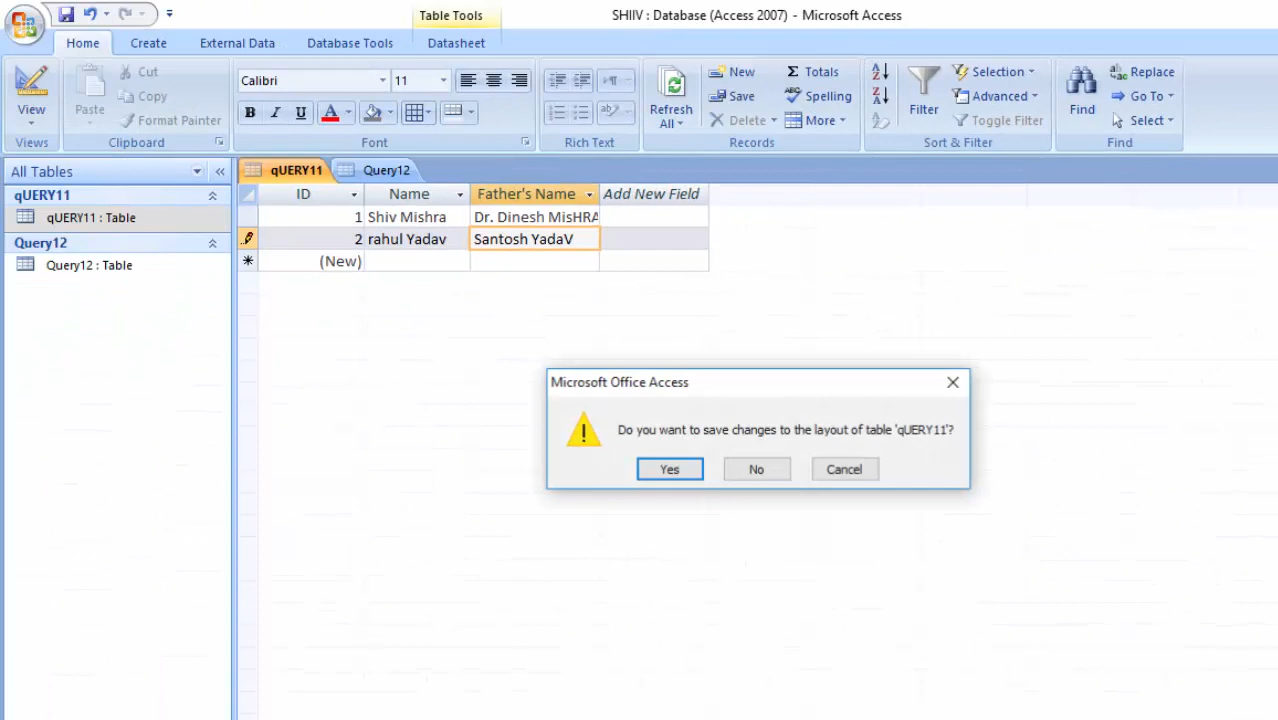 Table Tools
SHIIV : Database (Access 2007) - Microsoft Access
Home Create External Data Database Tools Datasheet
View
Views
Paste
Cut
Copy
Format Painter
Clipboard
Calibri 11
B I U A
Font
Rich Text
Refresh
All
New
Save
Delete
Σ Totals
ABC Spelling
More
Records
A
Z
Z
A
Filter
Selection
Advanced
Toggle Filter
Sort & Filter
Find
Replace
Go To
Select
Find
All Tables «
qUERY11
qUERY11 : Table
Query12
Query12 : Table
qUERY11 Query12
ID Name Father's Name Add New Field
1 Shiv Mishra Dr. Dinesh MisHRA
2 rahul Yadav Santosh YadaV
* (New)
Microsoft Office Access
Do you want to save changes to the layout of table 'qUERY11'?
Yes No Cancel